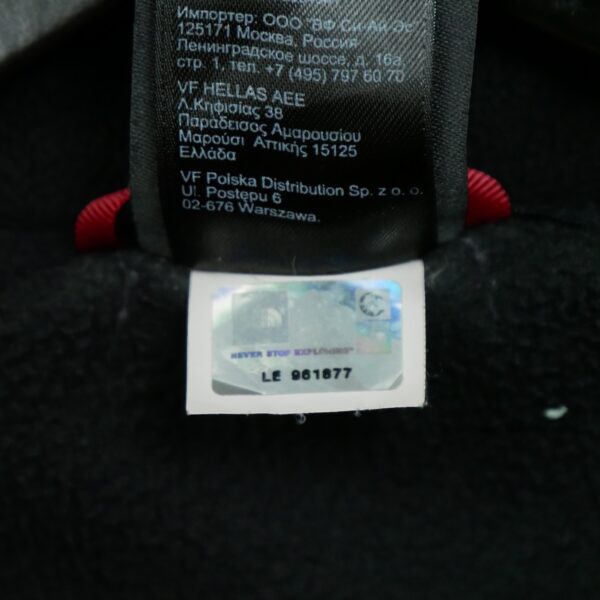 Импортер: ООО "ВФ Си-Ай-Эс"
125171 Москва, Россия
Ленинградское шоссе, д. 16а,
стр. 1, тел. +7 (495) 797 60 70
VF HELLAS AEE
Λ.Κηφισίας 38
Παράδεισος Αμαρουσίου
Μαρούσι Αττικής 15125
Ελλάδα
VF Polska Distribution Sp. z o. o.
Ul. Postępu 6
02-676 Warszawa.
NEVER STOP EXPLORING™
LE 961877